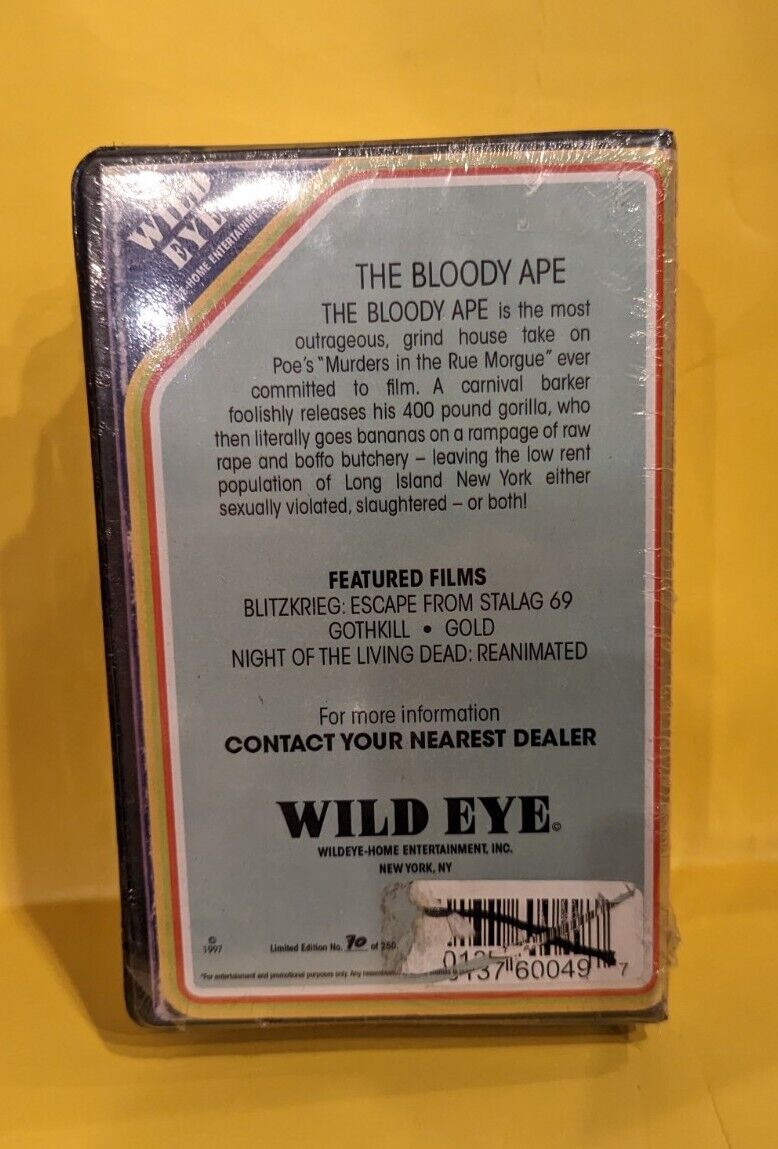 WILD
EYE
HOME ENTERTAINMENT
THE BLOODY APE
THE BLOODY APE is the most
outrageous, grind house take on
Poe's "Murders in the Rue Morgue" ever
committed to film. A carnival barker
foolishly releases his 400 pound gorilla, who
then literally goes bananas on a rampage of raw
rape and boffo butchery – leaving the low rent
population of Long Island New York either
sexually violated, slaughtered – or both!
FEATURED FILMS
BLITZKRIEG: ESCAPE FROM STALAG 69
GOTHKILL • GOLD
NIGHT OF THE LIVING DEAD: REANIMATED
For more information
CONTACT YOUR NEAREST DEALER
WILD EYE©
WILDEYE-HOME ENTERTAINMENT, INC.
NEW YORK, NY
©
1997
Limited Edition No. 70 of 250.
*For entertainment and promotional purposes only. Any
60049 7